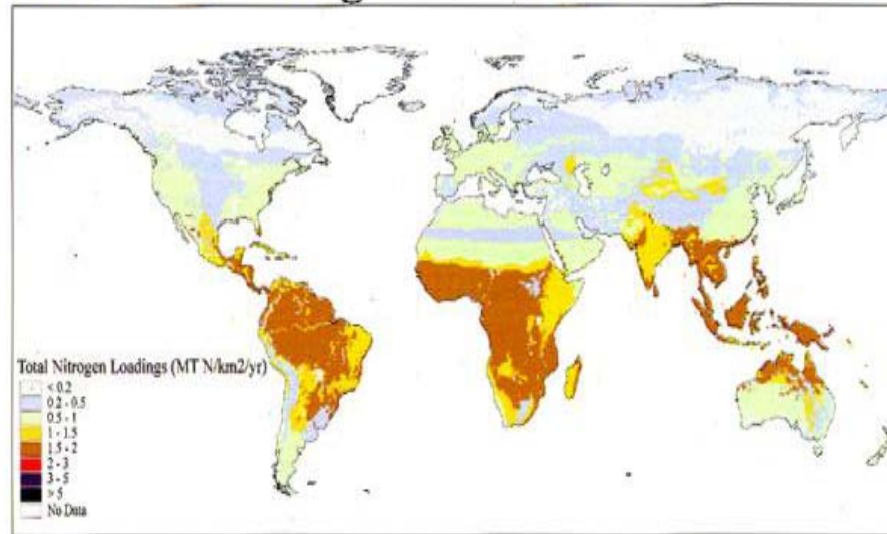 Total Nitrogen Loadings (MT N/km2/yr)
< 0.2
0.2 - 0.5
0.5 - 1
1 - 1.5
1.5 - 2
2 - 3
3 - 5
> 5
No Data